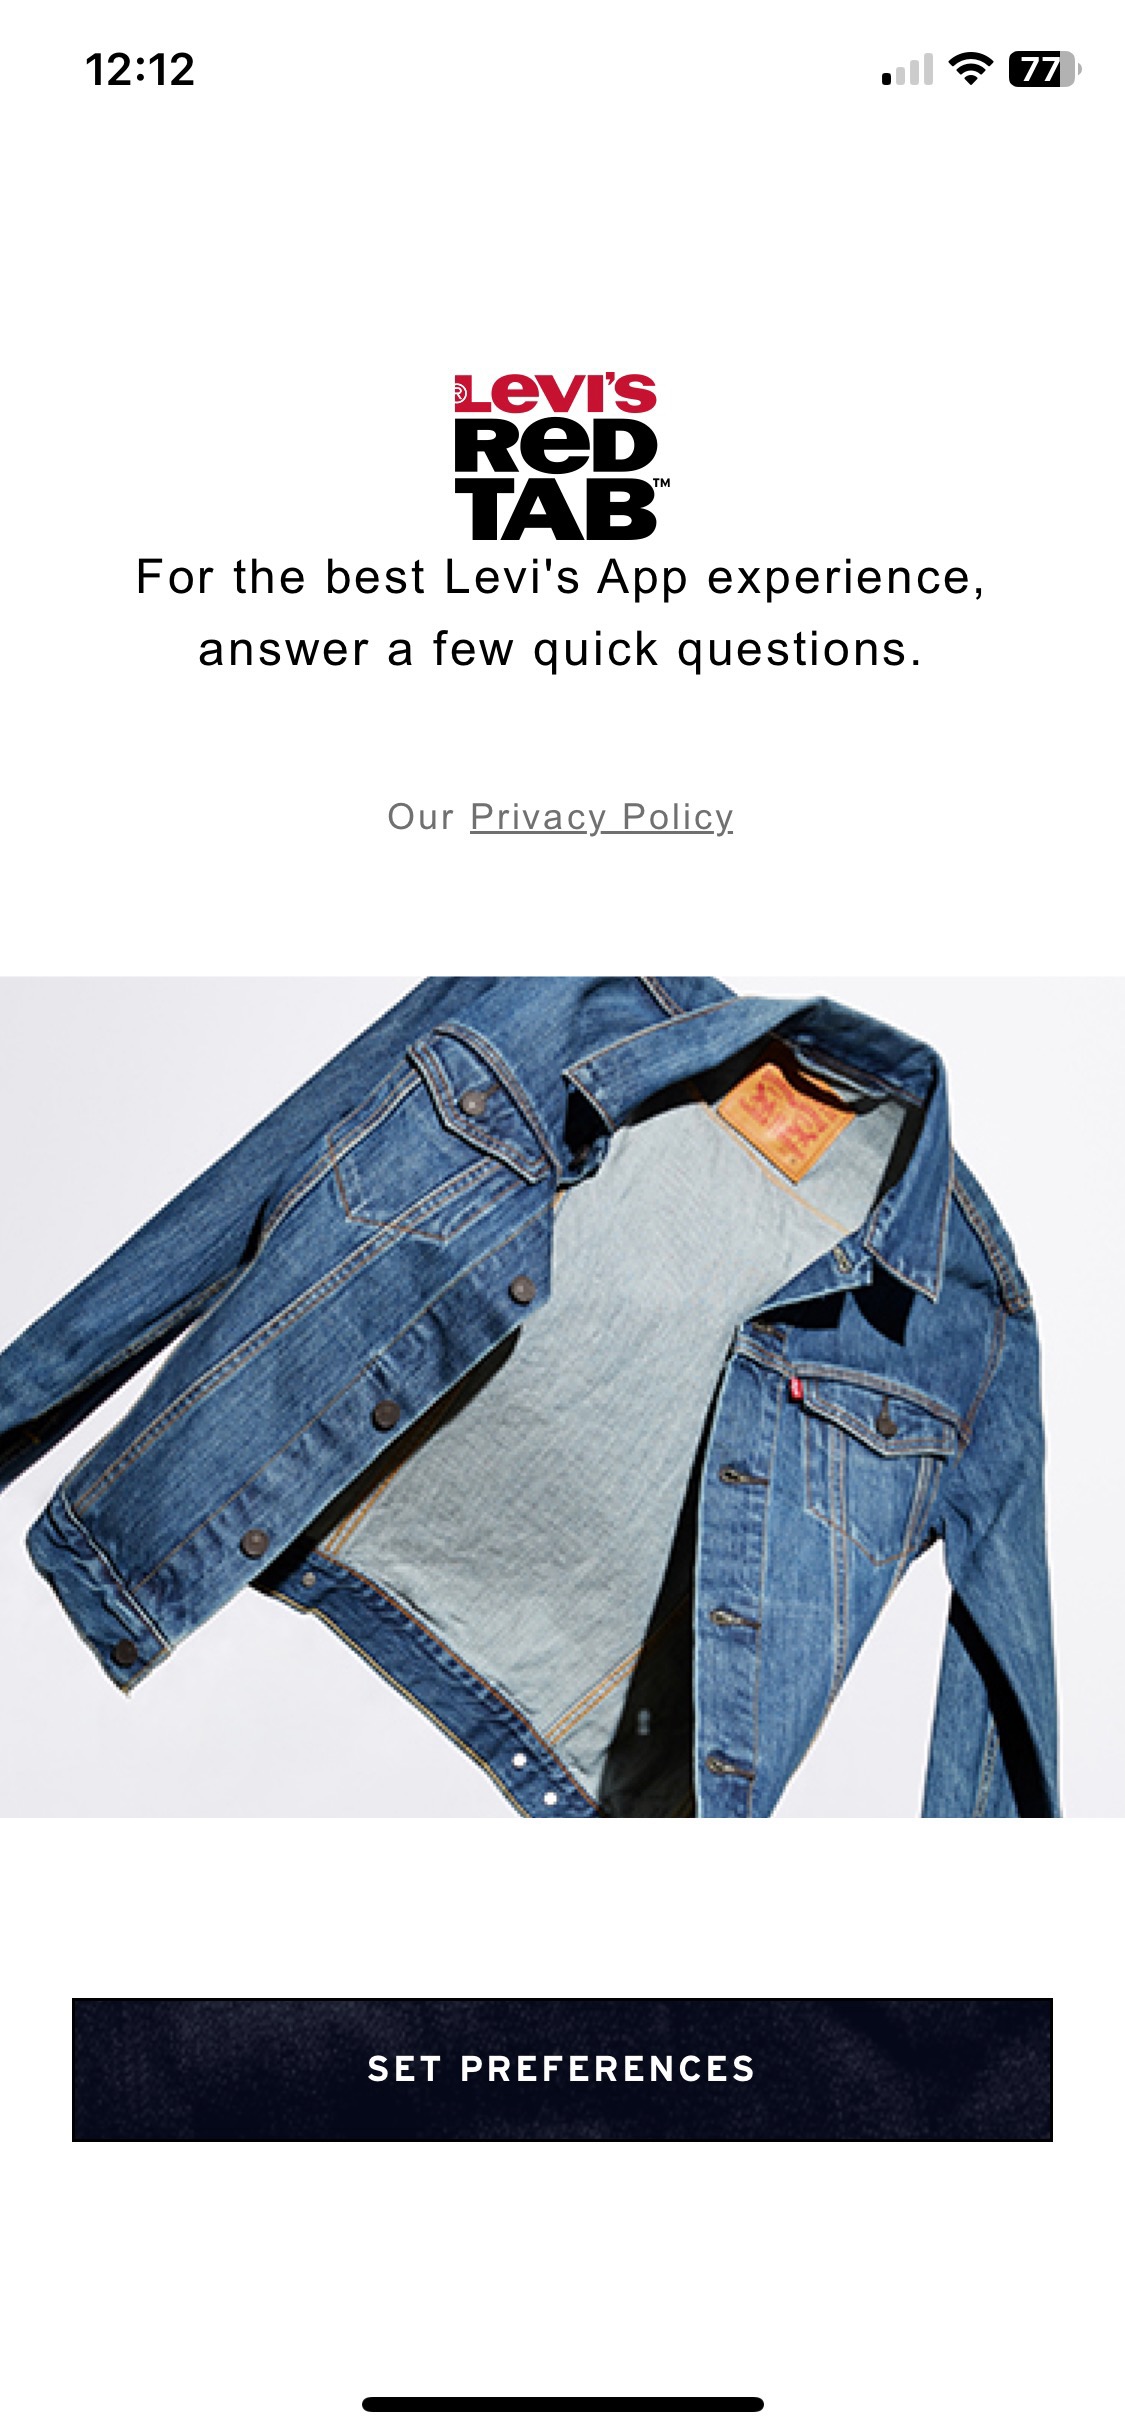 12:12
77
Levi's®
RED
TAB™
For the best Levi's App experience,
answer a few quick questions.
Our Privacy Policy
SET PREFERENCES